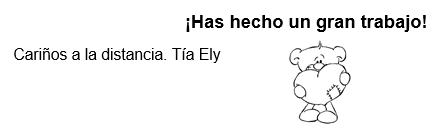 ¡Has hecho un gran trabajo!
Cariños a la distancia. Tía Ely